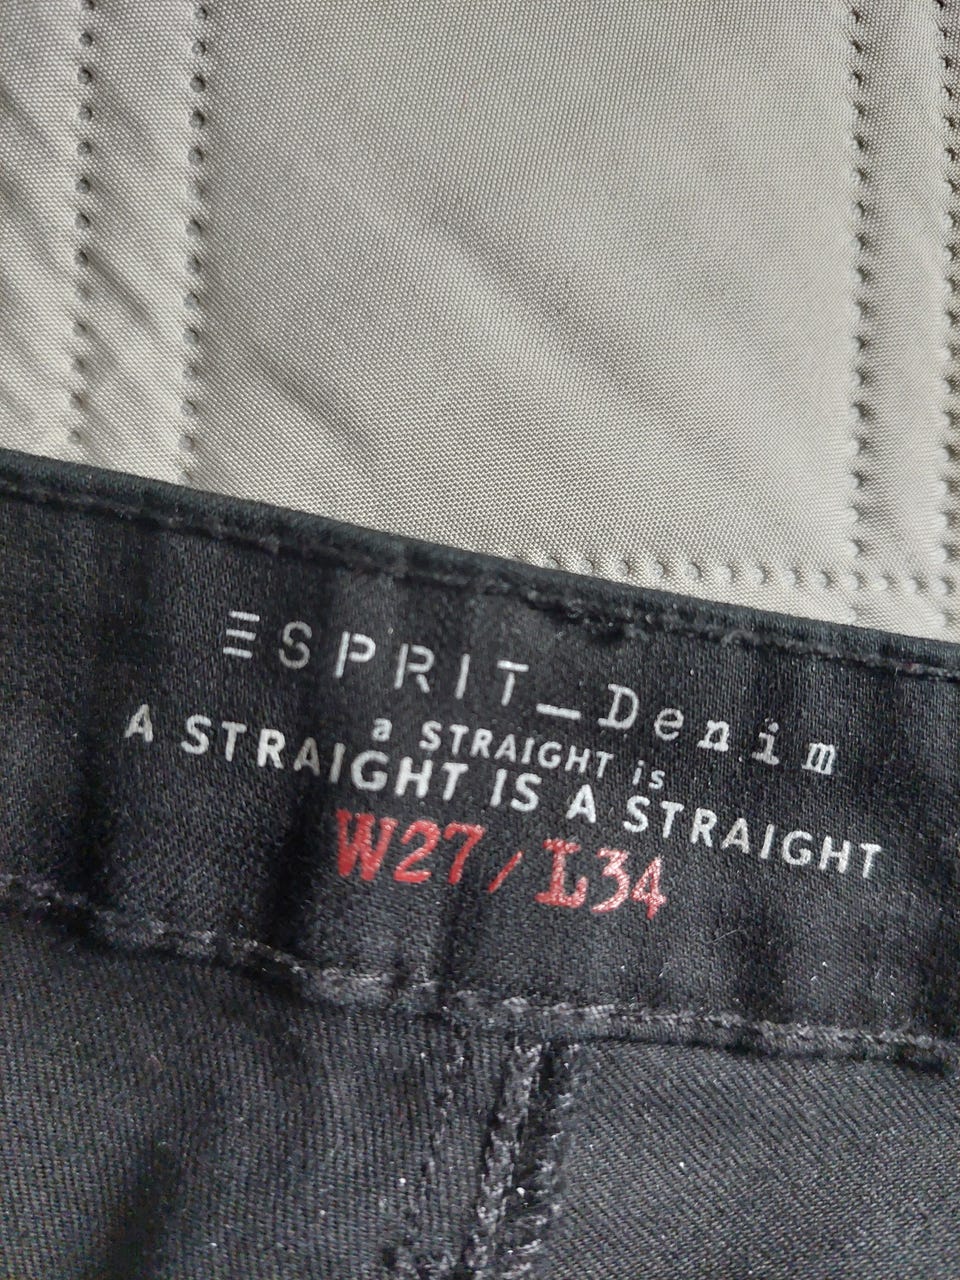 ESPRIT_Denim
a STRAIGHT is
A STRAIGHT IS A STRAIGHT
W27/L34